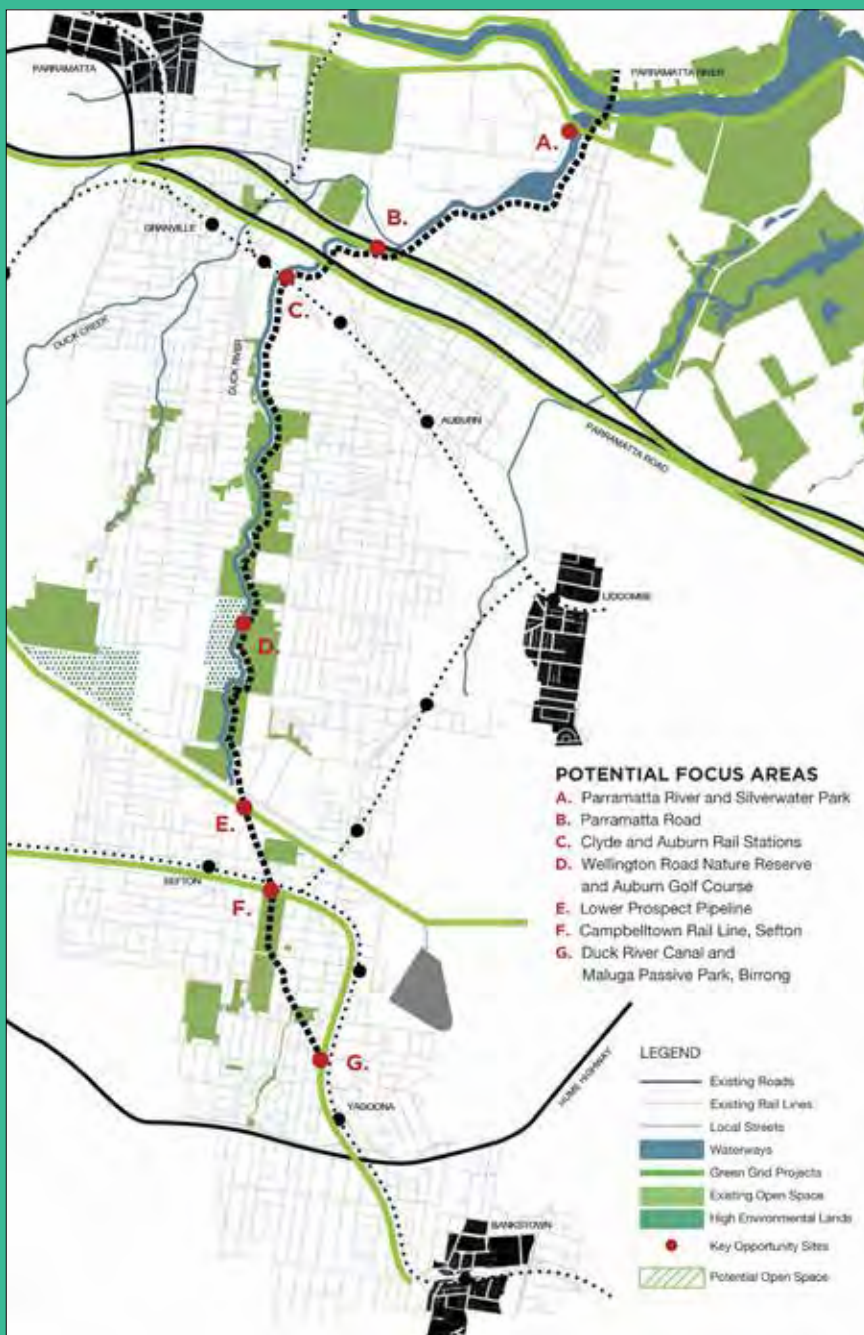 PARRAMATTA
PARRAMATTA RIVER
A.
B.
GRANVILLE
C.
DUCK CREEK
DUCK RIVER
AUBURN
PARRAMATTA ROAD
LIDCOMBE
D.
E.
SEFTON
F.
G.
YAGOONA
HUME HIGHWAY
BANKSTOWN
POTENTIAL FOCUS AREAS
A. Parramatta River and Silverwater Park
B. Parramatta Road
C. Clyde and Auburn Rail Stations
D. Wellington Road Nature Reserve
and Auburn Golf Course
E. Lower Prospect Pipeline
F. Campbelltown Rail Line, Sefton
G. Duck River Canal and
Maluga Passive Park, Birrong
LEGEND
Existing Roads
Existing Rail Lines
Local Streets
Waterways
Green Grid Projects
Existing Open Space
High Environmental Lands
Key Opportunity Sites
Potential Open Space